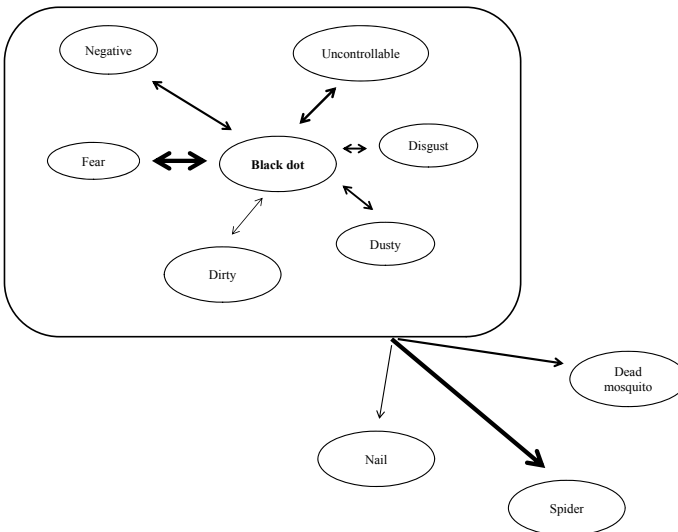 Negative
Uncontrollable
Fear
Black dot
Disgust
Dusty
Dirty
Dead
mosquito
Nail
Spider